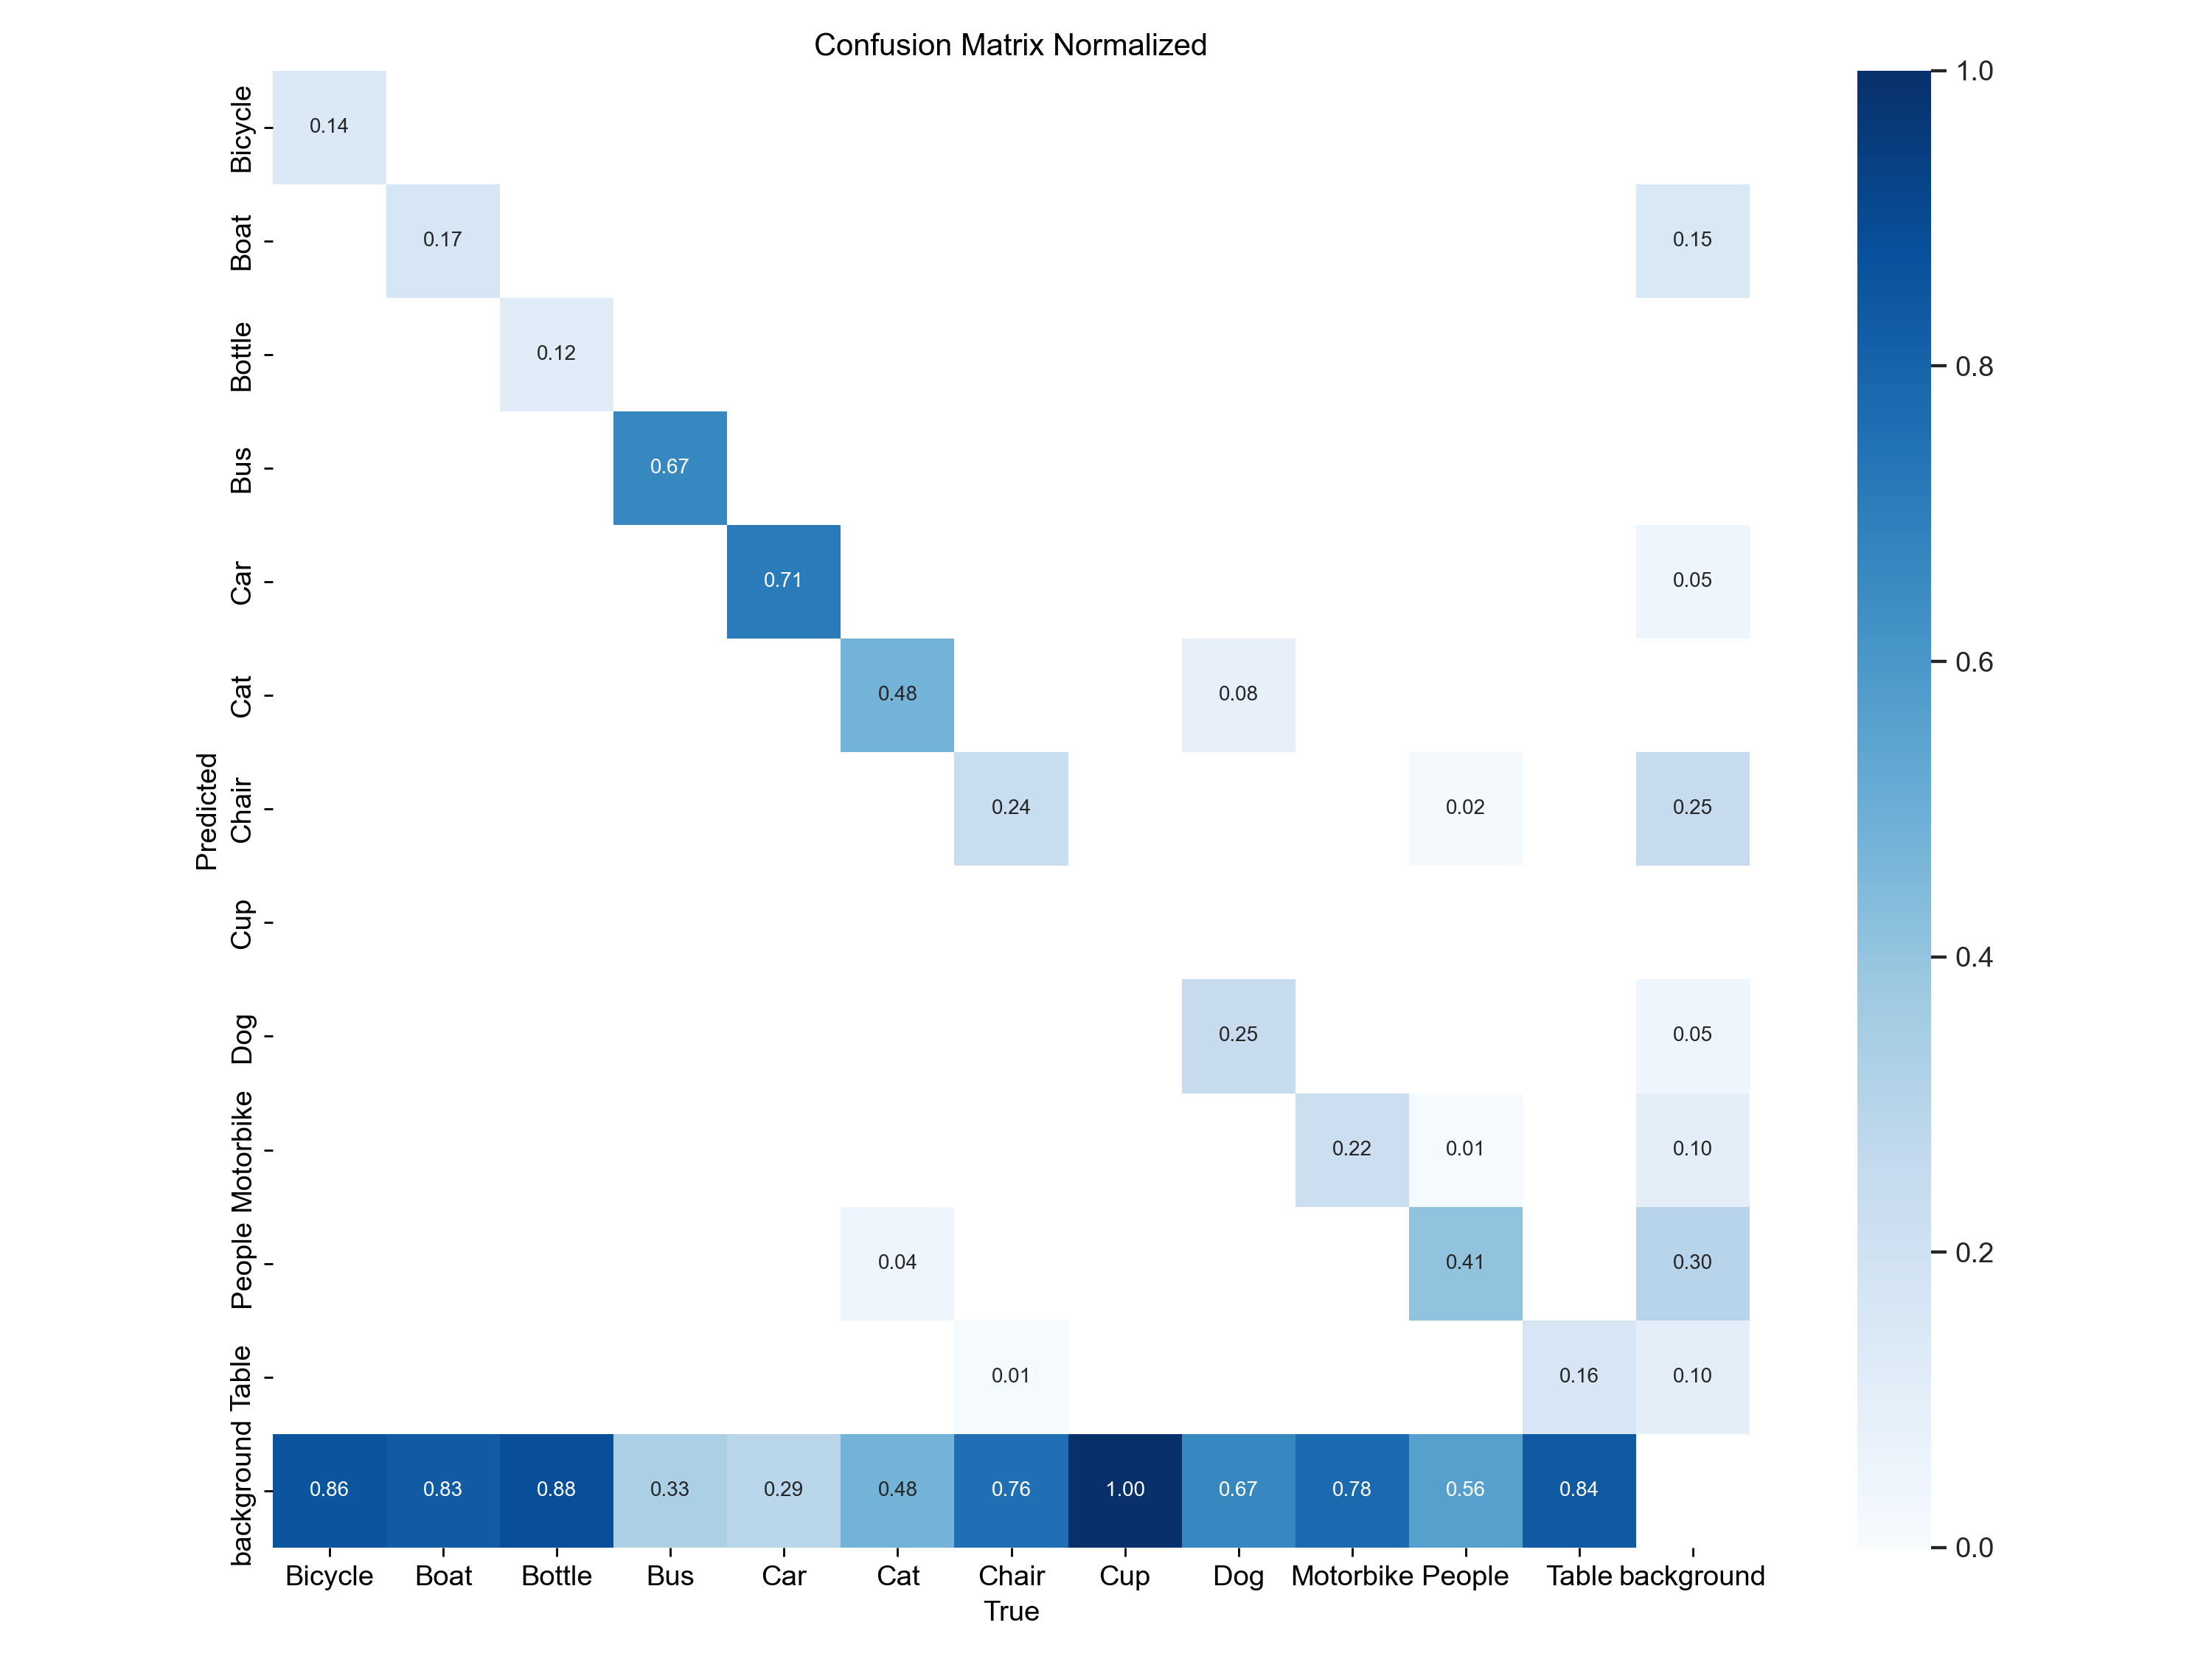 Confusion Matrix Normalized
Predicted
Bicycle 0.14
Boat 0.17 0.15
Bottle 0.12
Bus 0.67
Car 0.71 0.05
Cat 0.48 0.08
Chair 0.24 0.02 0.25
Cup
Dog 0.25 0.05
Motorbike 0.22 0.01 0.10
People 0.04 0.41 0.30
Table 0.01 0.16 0.10
background 0.86 0.83 0.88 0.33 0.29 0.48 0.76 1.00 0.67 0.78 0.56 0.84
Bicycle Boat Bottle Bus Car Cat Chair Cup Dog Motorbike People Table background
True
1.0
0.8
0.6
0.4
0.2
0.0